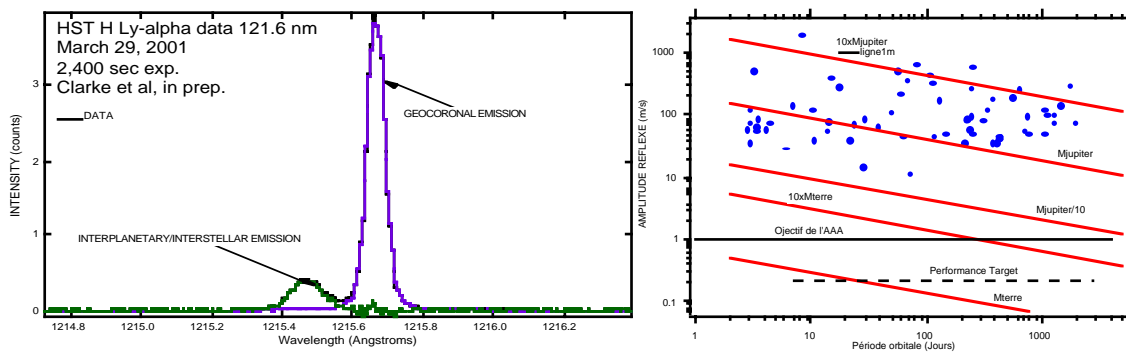 HST H Ly-alpha data 121.6 nm
March 29, 2001
2,400 sec exp.
Clarke et al, in prep.
DATA
GEOCORONAL EMISSION
INTERPLANETARY/INTERSTELLAR EMISSION
INTENSITY (counts)
3
2
1
0
1214.8
1215.0
1215.2
1215.4
1215.6
1215.8
1216.0
1216.2
Wavelength (Angstroms)
AMPLITUDE REFLEXE (m/s)
1000
100
10
1
0.1
10xMjupiter
ligne1m
Mjupiter
10xMterre
Mjupiter/10
Ojectif de l'AAA
Performance Target
Mterre
1
10
100
1000
Période orbitale (Jours)